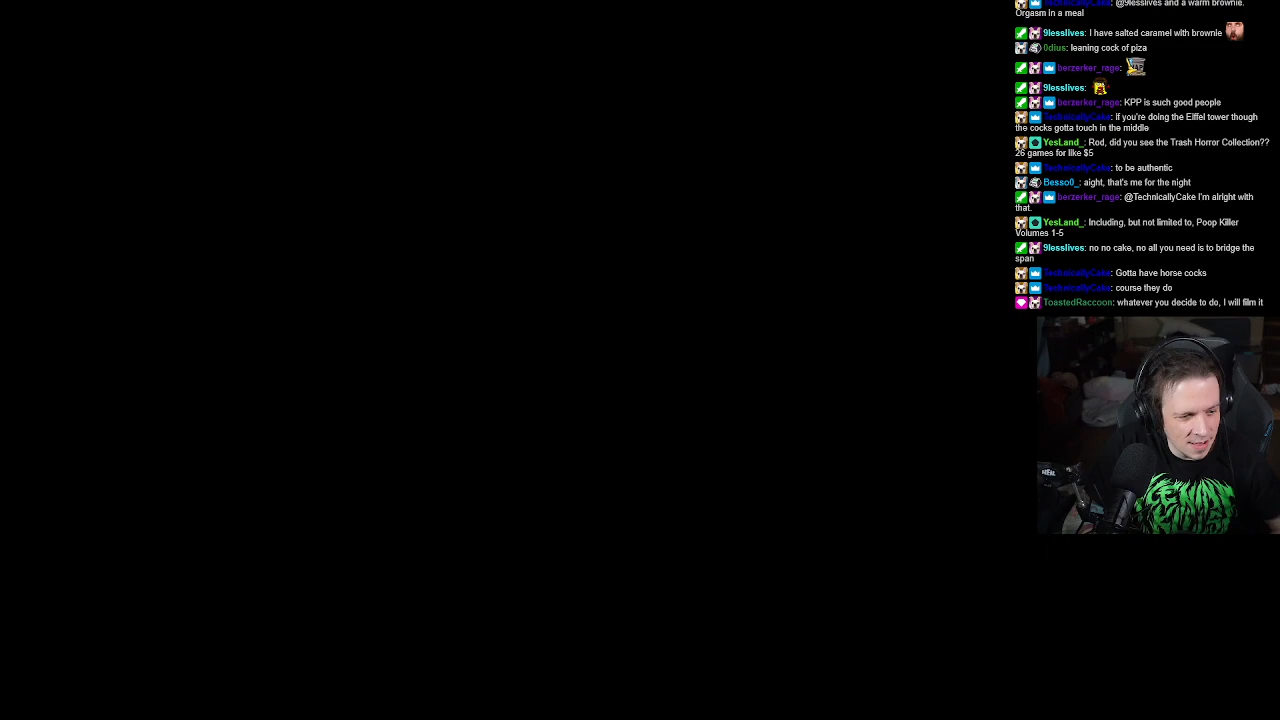 TechnicallyCake: @9lesslives and a warm brownie.
Orgasm in a meal
9lesslives: I have salted caramel with brownie
0dius: leaning cock of piza
berzerker_rage:
9lesslives:
berzerker_rage: KPP is such good people
TechnicallyCake: If you're doing the Eiffel tower though
the cocks gotta touch in the middle
YesLand_: Rod, did you see the Trash Horror Collection??
26 games for like $5
TechnicallyCake: to be authentic
Besso0_: aight, that's me for the night
berzerker_rage: @TechnicallyCake I'm alright with
that.
YesLand_: Including, but not limited to, Poop Killer
Volumes 1-5
9lesslives: no no cake, no all you need is to bridge the
span
TechnicallyCake: Gotta have horse cocks
TechnicallyCake: course they do
ToastedRaccoon: whatever you decide to do, I will film it